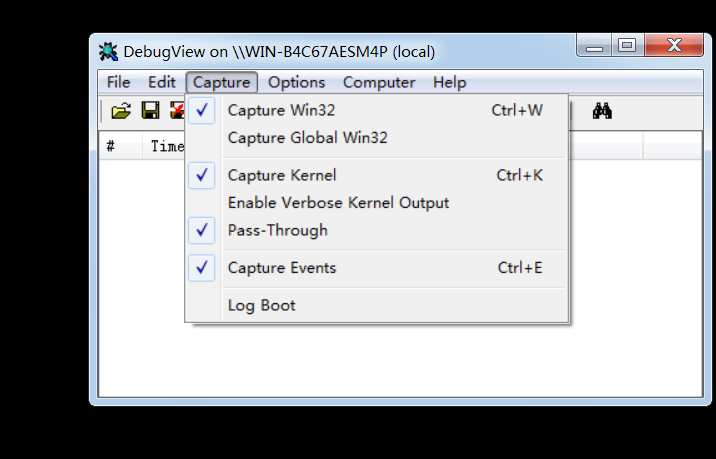 DebugView on \\WIN-B4C67AESM4P (local)
File Edit Capture Options Computer Help
# Time
Capture Win32 Ctrl+W
Capture Global Win32
Capture Kernel Ctrl+K
Enable Verbose Kernel Output
Pass-Through
Capture Events Ctrl+E
Log Boot